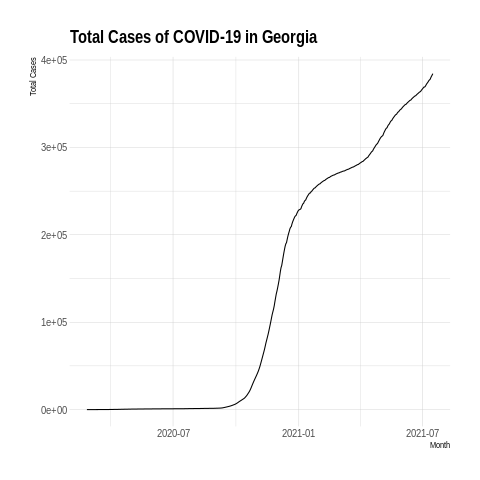 Total Cases of COVID-19 in Georgia
Total Cases
4e+05
3e+05
2e+05
1e+05
0e+00
2020-07
2021-01
2021-07
Month